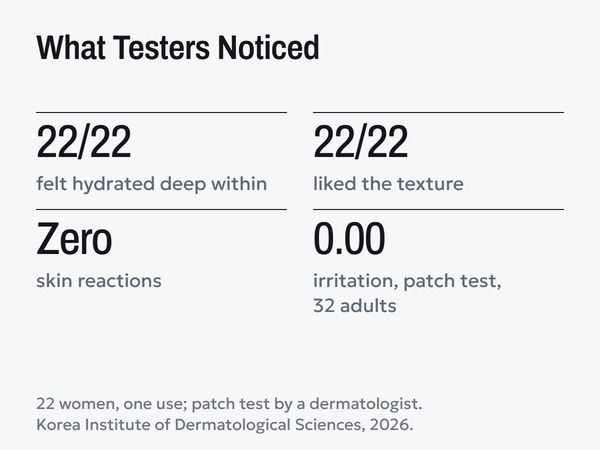 What Testers Noticed
22/22
felt hydrated deep within
22/22
liked the texture
Zero
skin reactions
0.00
irritation, patch test,
32 adults
22 women, one use; patch test by a dermatologist.
Korea Institute of Dermatological Sciences, 2026.